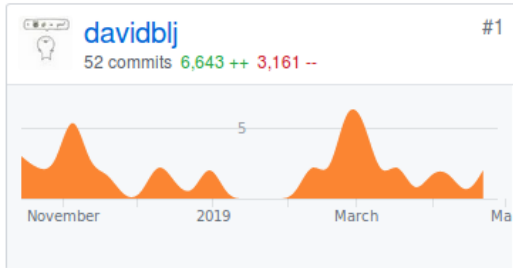 davidblj
#1
52 commits 6,643 ++ 3,161 --
5
November 2019 March Ma